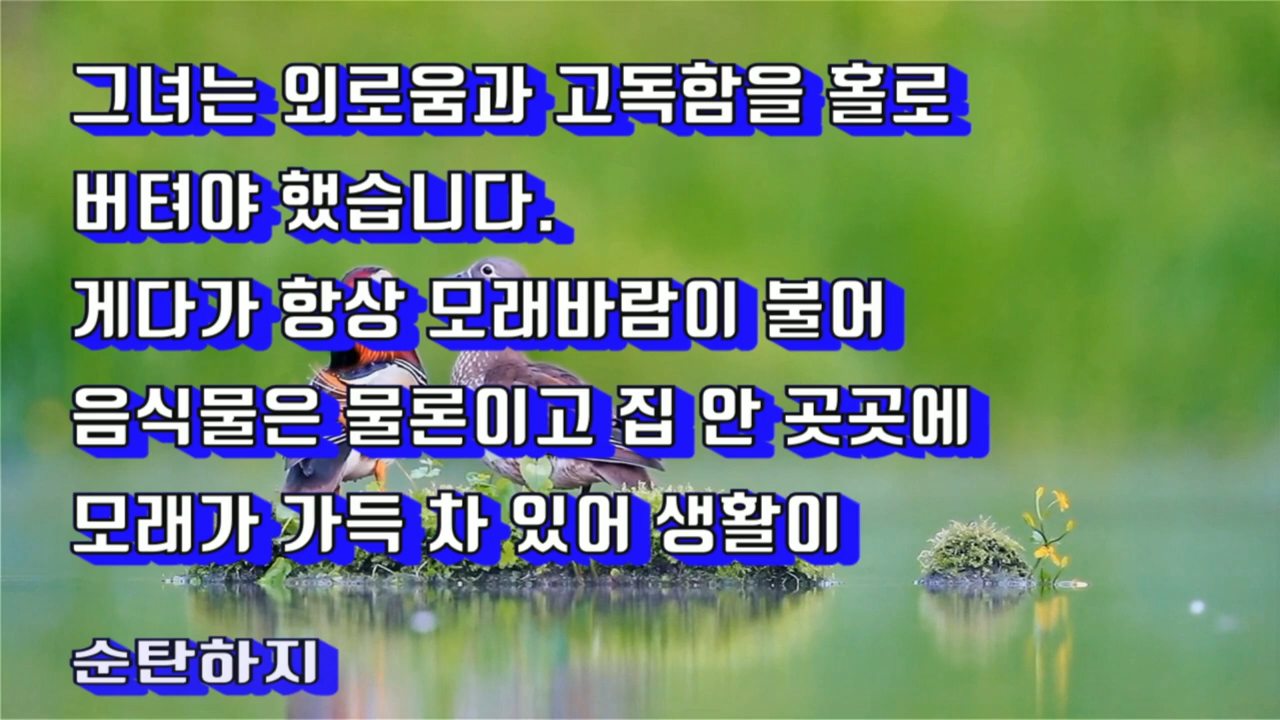 그녀는 외로움과 고독함을 홀로
버텨야 했습니다.
게다가 항상 모래바람이 불어
음식물은 물론이고 집 안 곳곳에
모래가 가득 차 있어 생활이
순탄하지